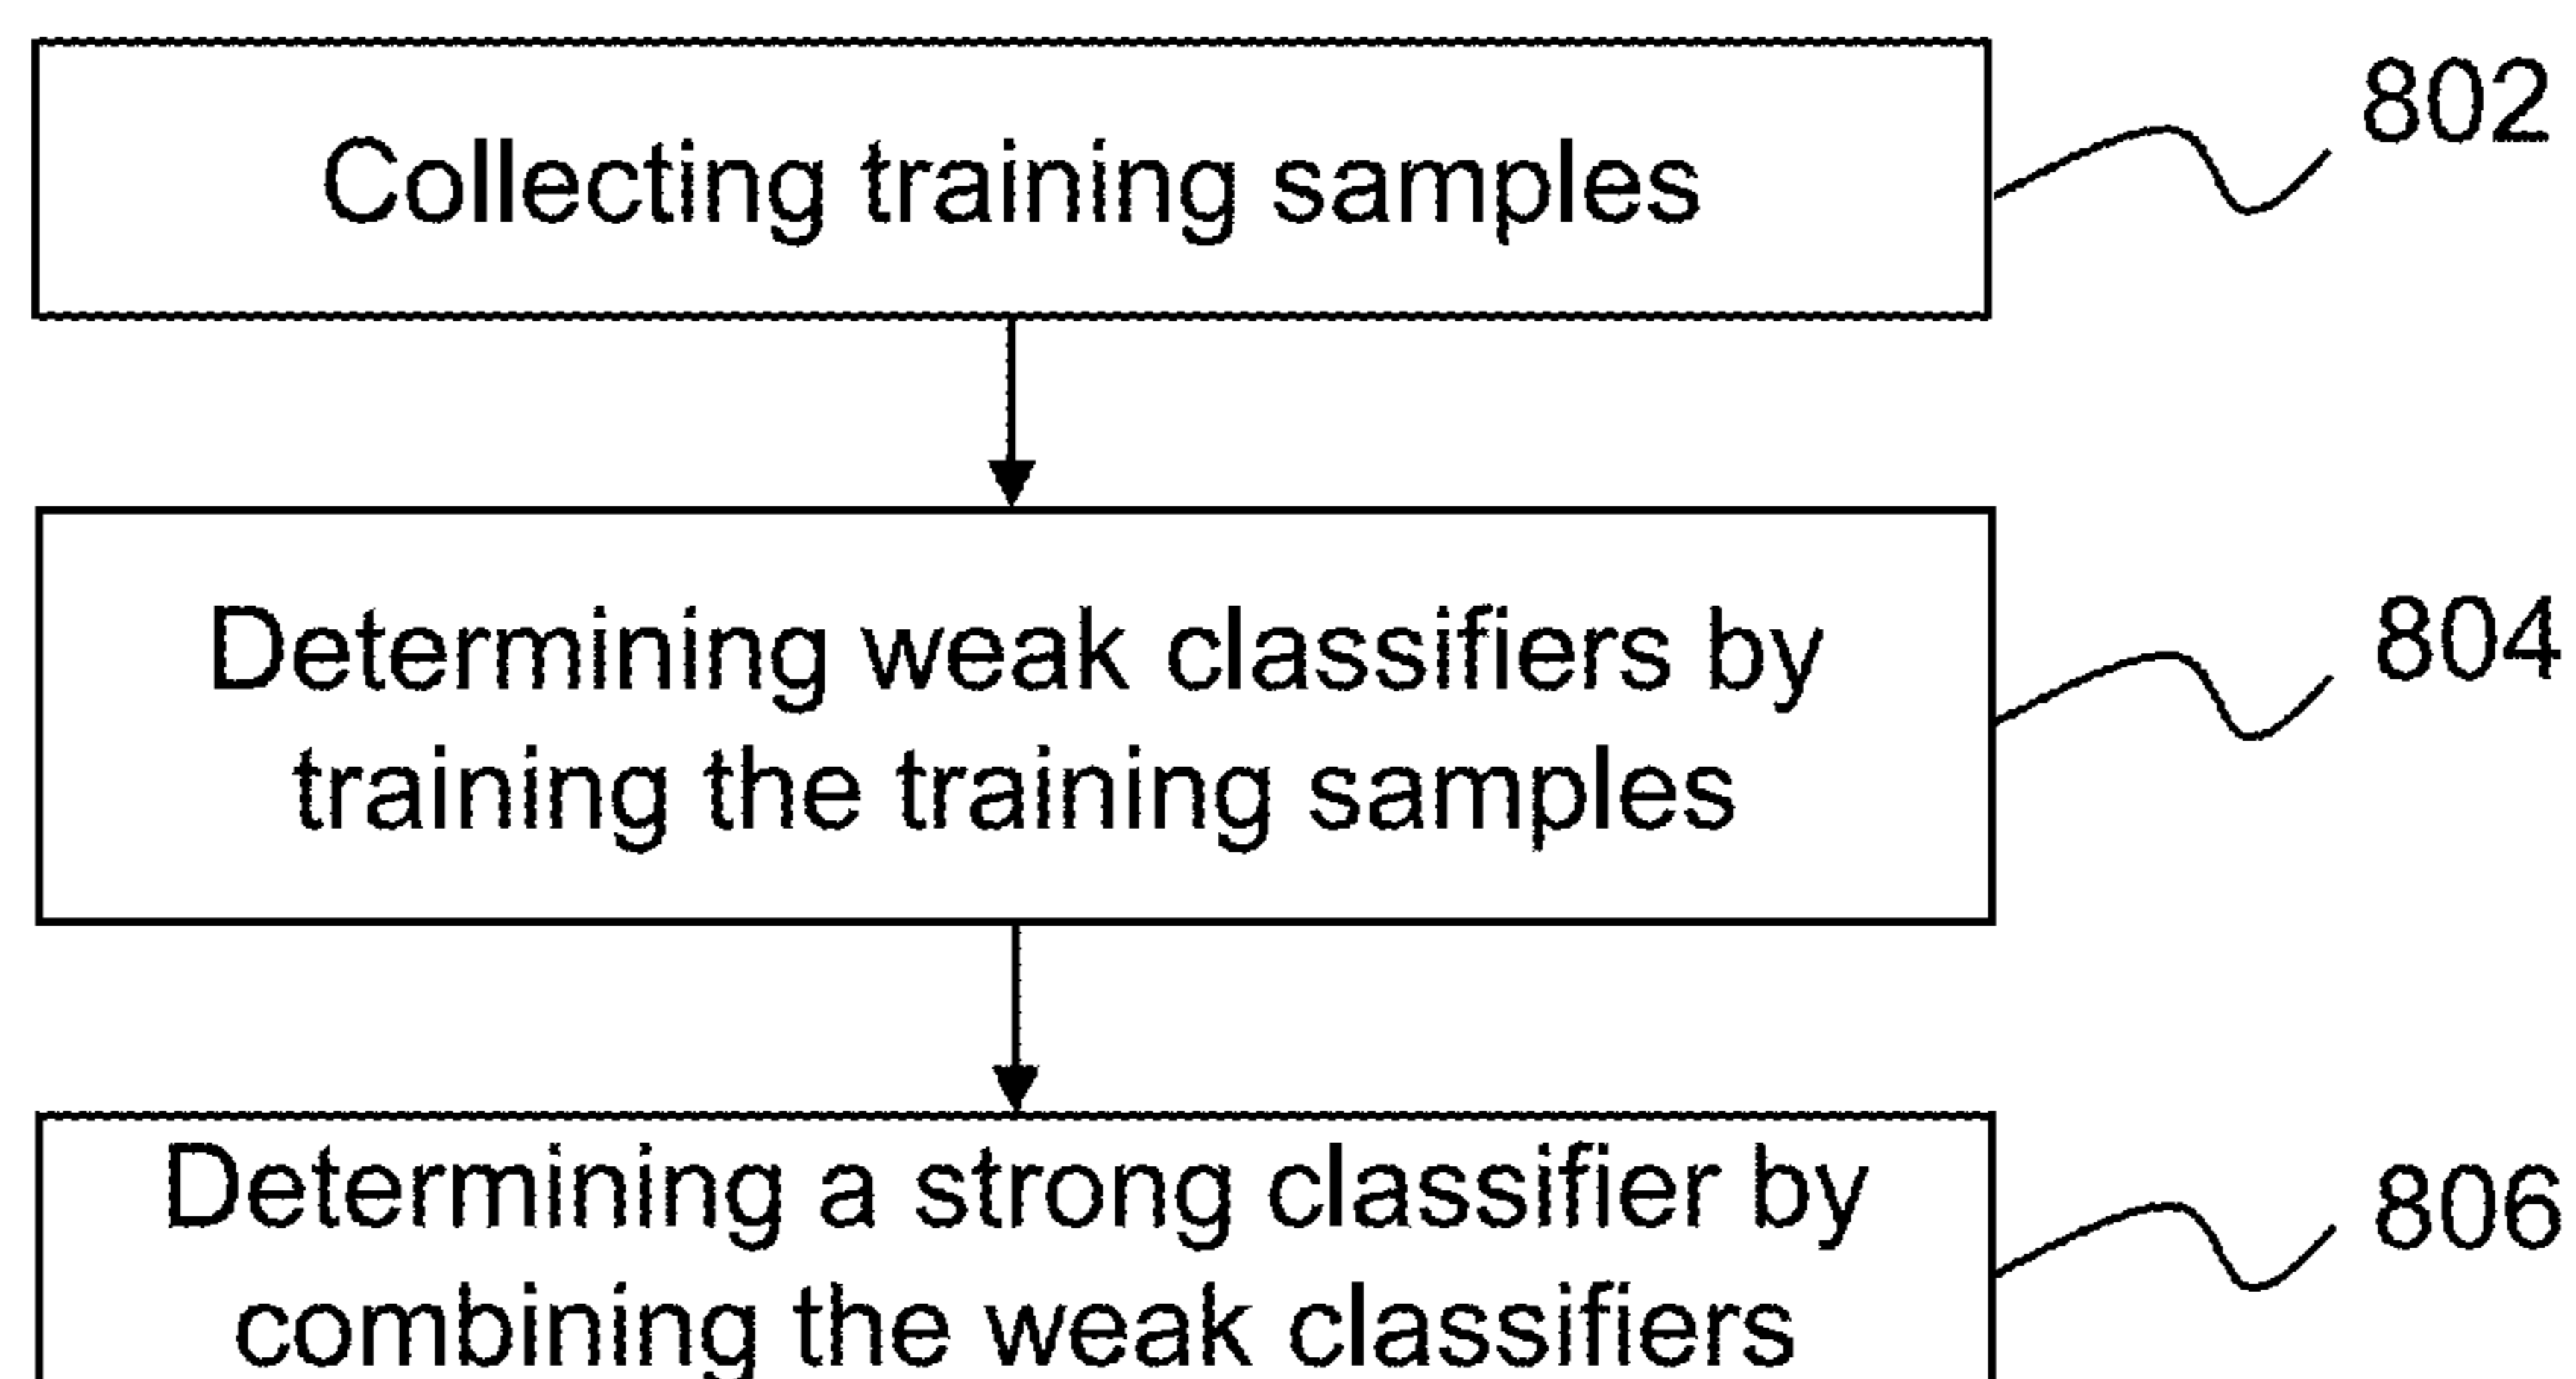 Collecting training samples
802
Determining weak classifiers by
training the training samples
804
Determining a strong classifier by
combining the weak classifiers
806